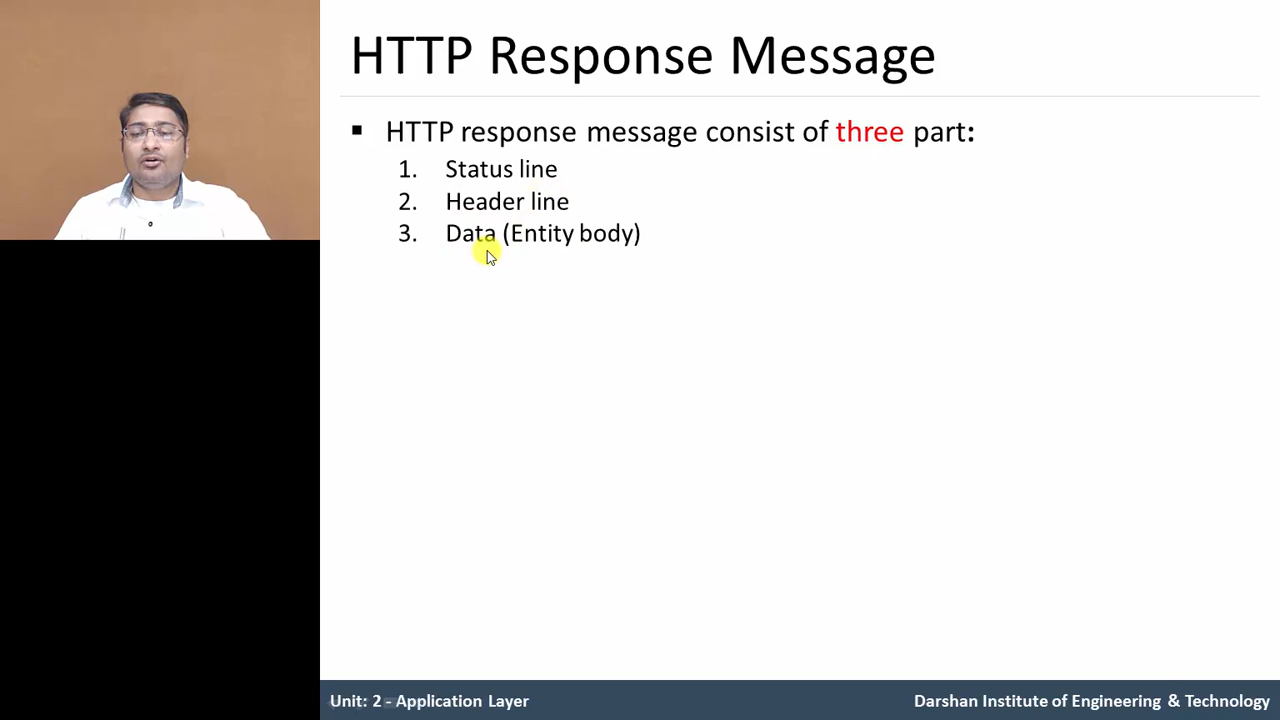 HTTP Response Message
▪ HTTP response message consist of three part:
1. Status line
2. Header line
3. Data (Entity body)
Unit: 2 - Application Layer
Darshan Institute of Engineering & Technology